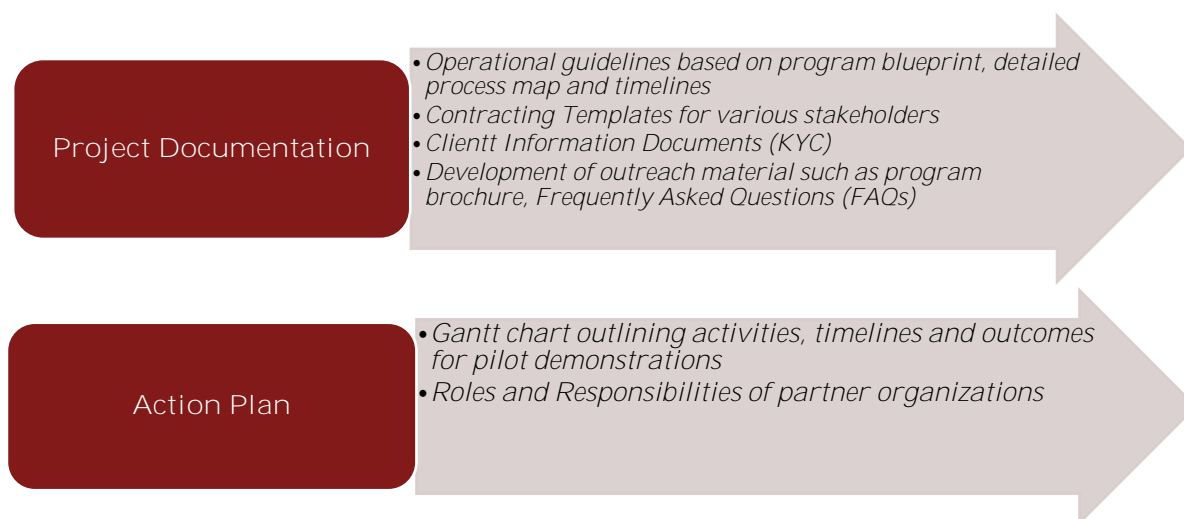 Project Documentation
• Operational guidelines based on program blueprint, detailed
process map and timelines
• Contracting Templates for various stakeholders
• Clientt Information Documents (KYC)
• Development of outreach material such as program
brochure, Frequently Asked Questions (FAQs)
Action Plan
• Gantt chart outlining activities, timelines and outcomes
for pilot demonstrations
• Roles and Responsibilities of partner organizations